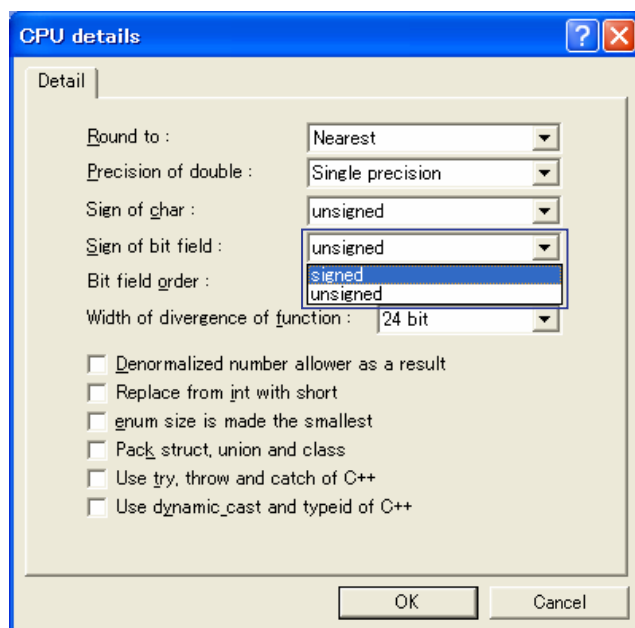 CPU details
Detail
Round to : Nearest
Precision of double : Single precision
Sign of char : unsigned
Sign of bit field : unsigned
signed
Bit field order : unsigned
Width of divergence of function : 24 bit
Denormalized number allower as a result
Replace from int with short
enum size is made the smallest
Pack struct, union and class
Use try, throw and catch of C++
Use dynamic_cast and typeid of C++
OK Cancel